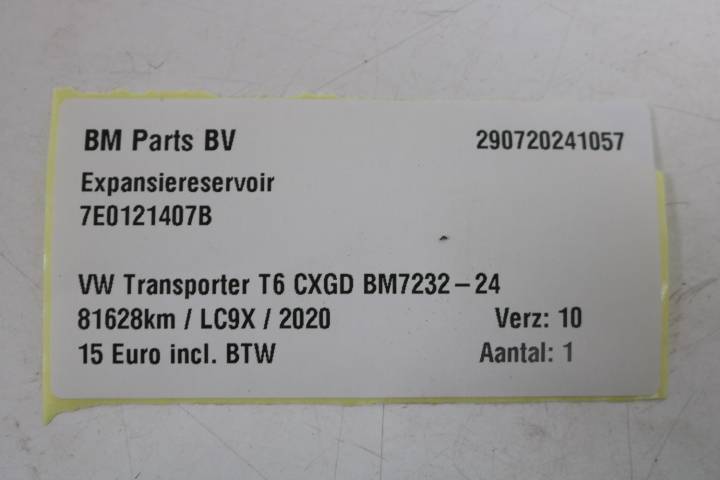 BM Parts BV 290720241057
Expansiereservoir
7E0121407B
VW Transporter T6 CXGD BM7232-24
81628km / LC9X / 2020 Verz: 10
15 Euro incl. BTW Aantal: 1